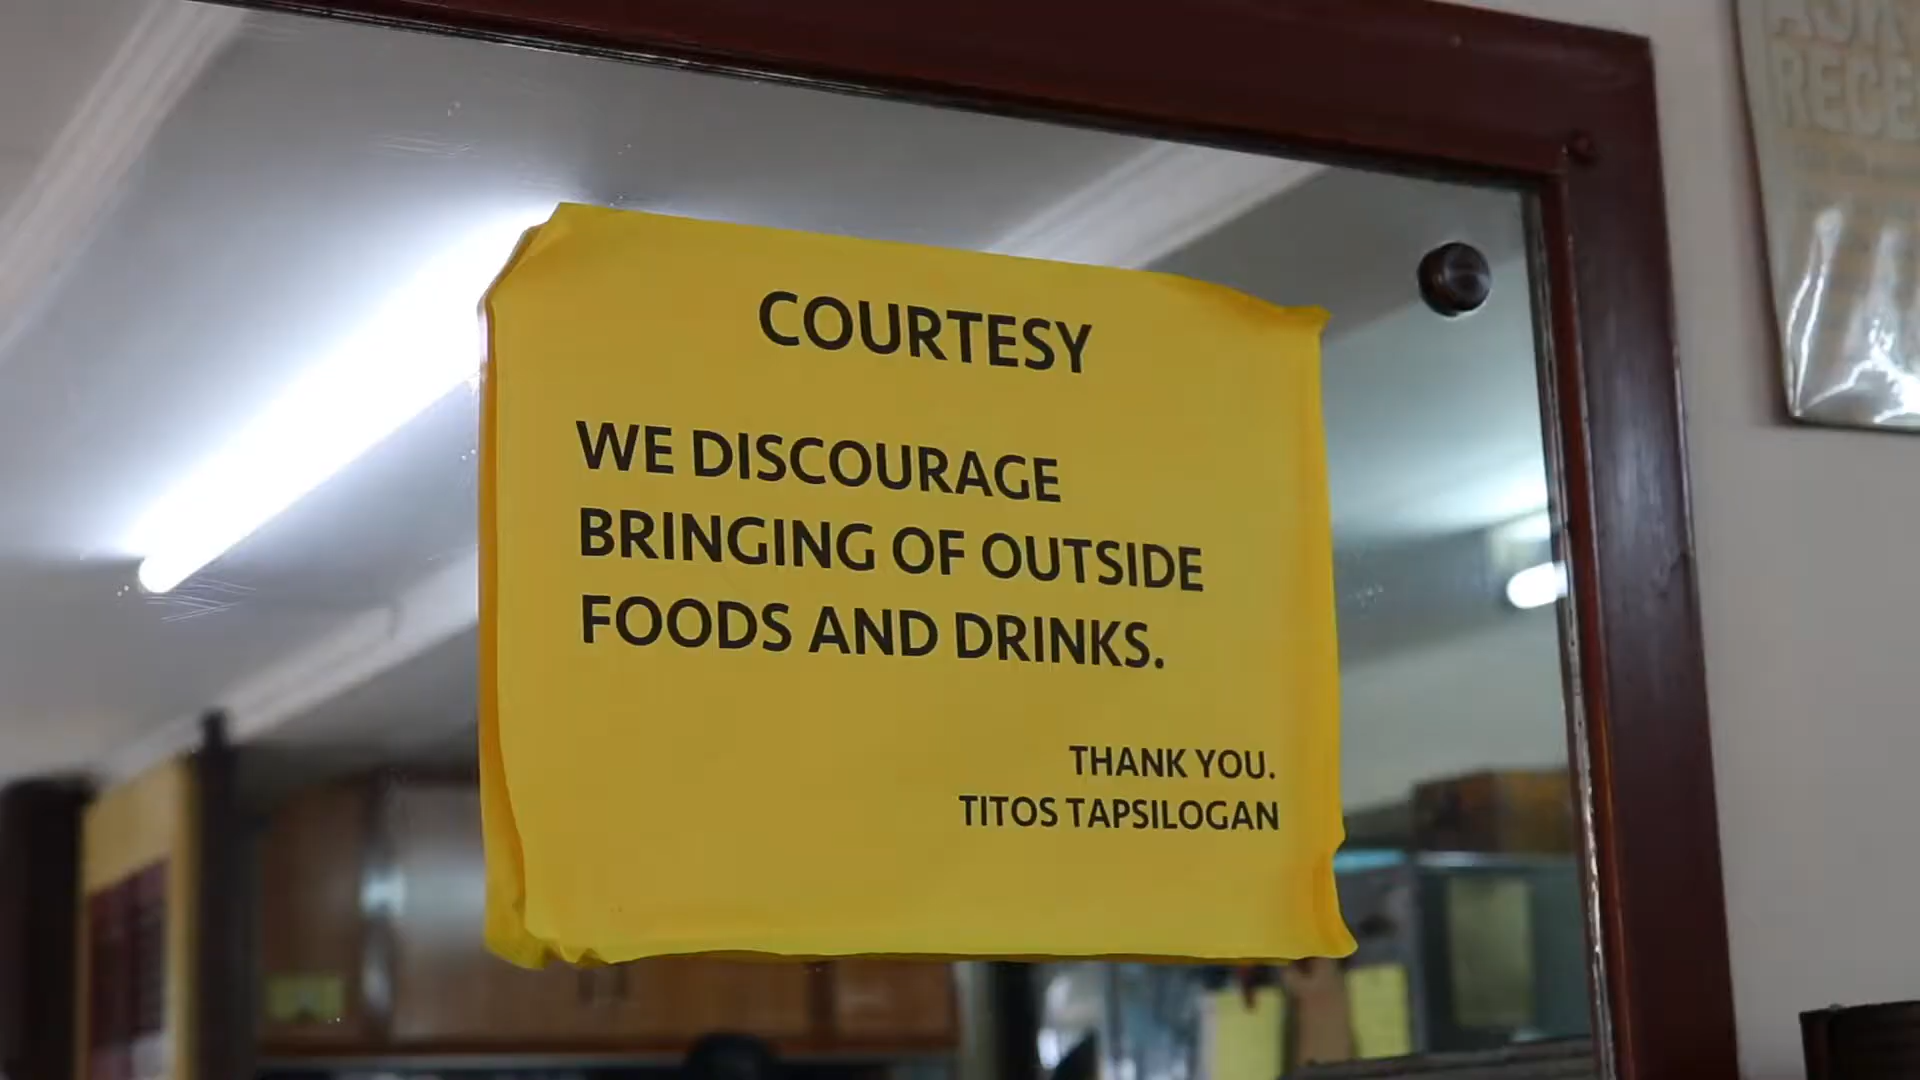 COURTESY
WE DISCOURAGE
BRINGING OF OUTSIDE
FOODS AND DRINKS.
THANK YOU.
TITOS TAPSILOGAN